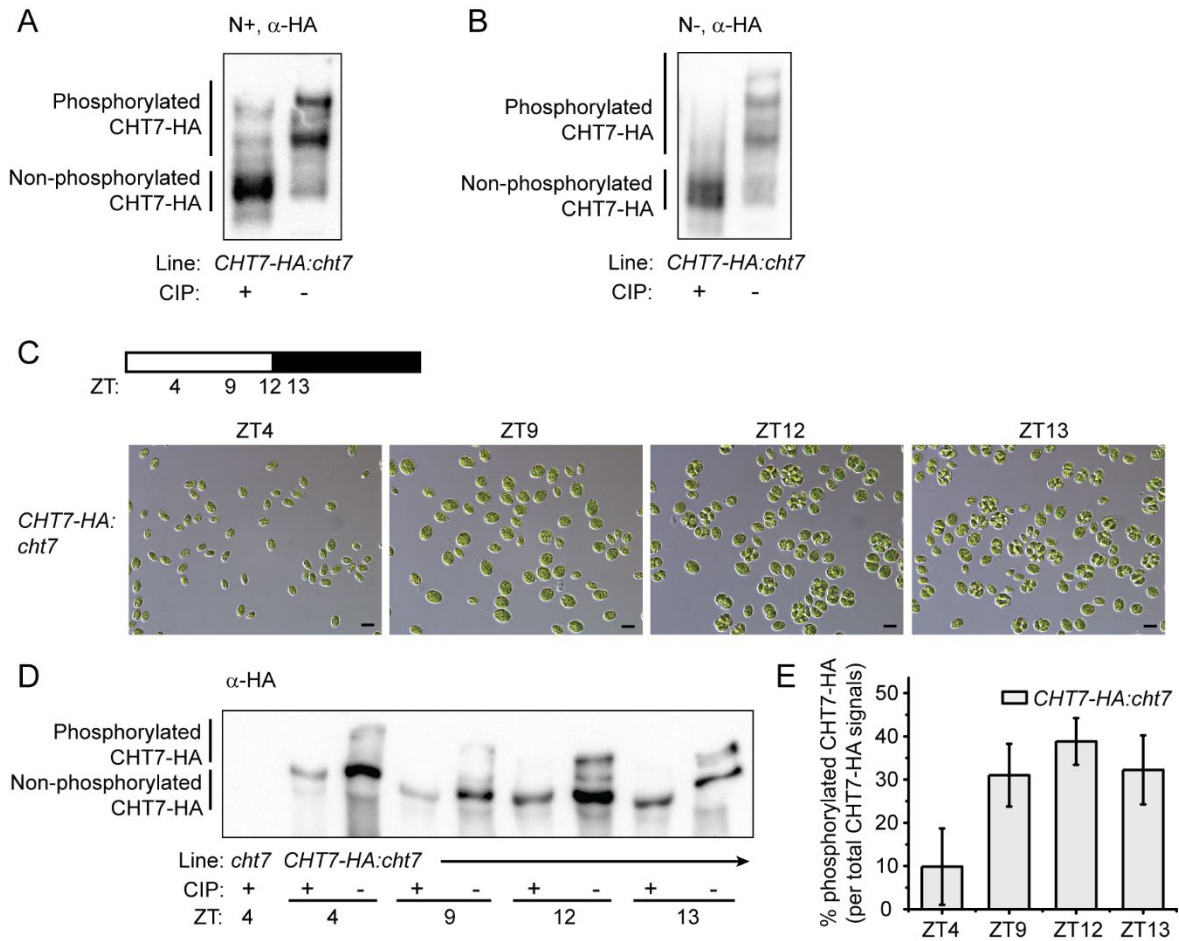 A
N+, α-HA
Phosphorylated
CHT7-HA
Non-phosphorylated
CHT7-HA
Line: CHT7-HA:cht7
CIP: + -
B
N-, α-HA
Phosphorylated
CHT7-HA
Non-phosphorylated
CHT7-HA
Line: CHT7-HA:cht7
CIP: + -
C
ZT: 4 9 12 13
ZT4 ZT9 ZT12 ZT13
CHT7-HA:
cht7
D
α-HA
Phosphorylated
CHT7-HA
Non-phosphorylated
CHT7-HA
Line: cht7 CHT7-HA:cht7
CIP: + + - + - + - + -
ZT: 4 4 9 12 13
E
% phosphorylated CHT7-HA
(per total CHT7-HA signals)
CHT7-HA:cht7
50
40
30
20
10
0
ZT4 ZT9 ZT12 ZT13